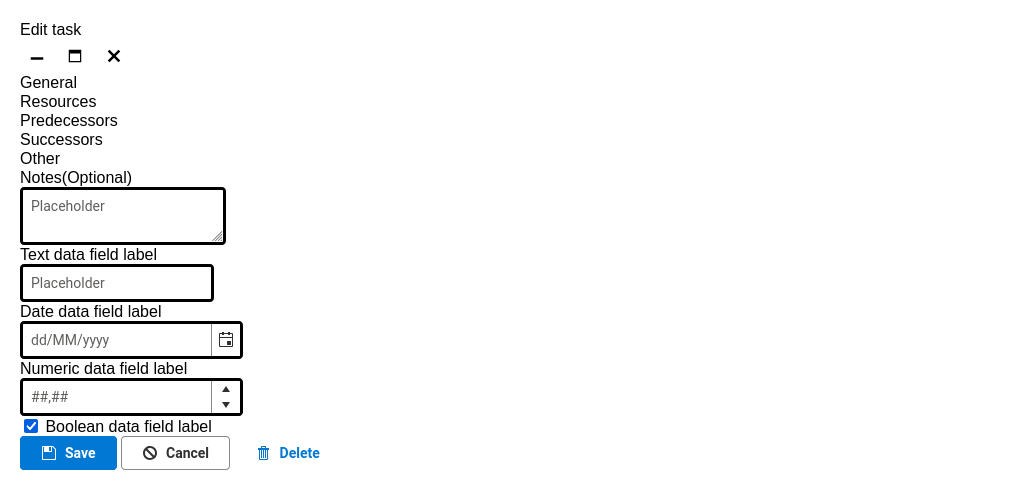 Edit task
General
Resources
Predecessors
Successors
Other
Notes(Optional)
Placeholder
Text data field label
Placeholder
Date data field label
dd/MM/yyyy
Numeric data field label
##,##
Boolean data field label
Save Cancel Delete